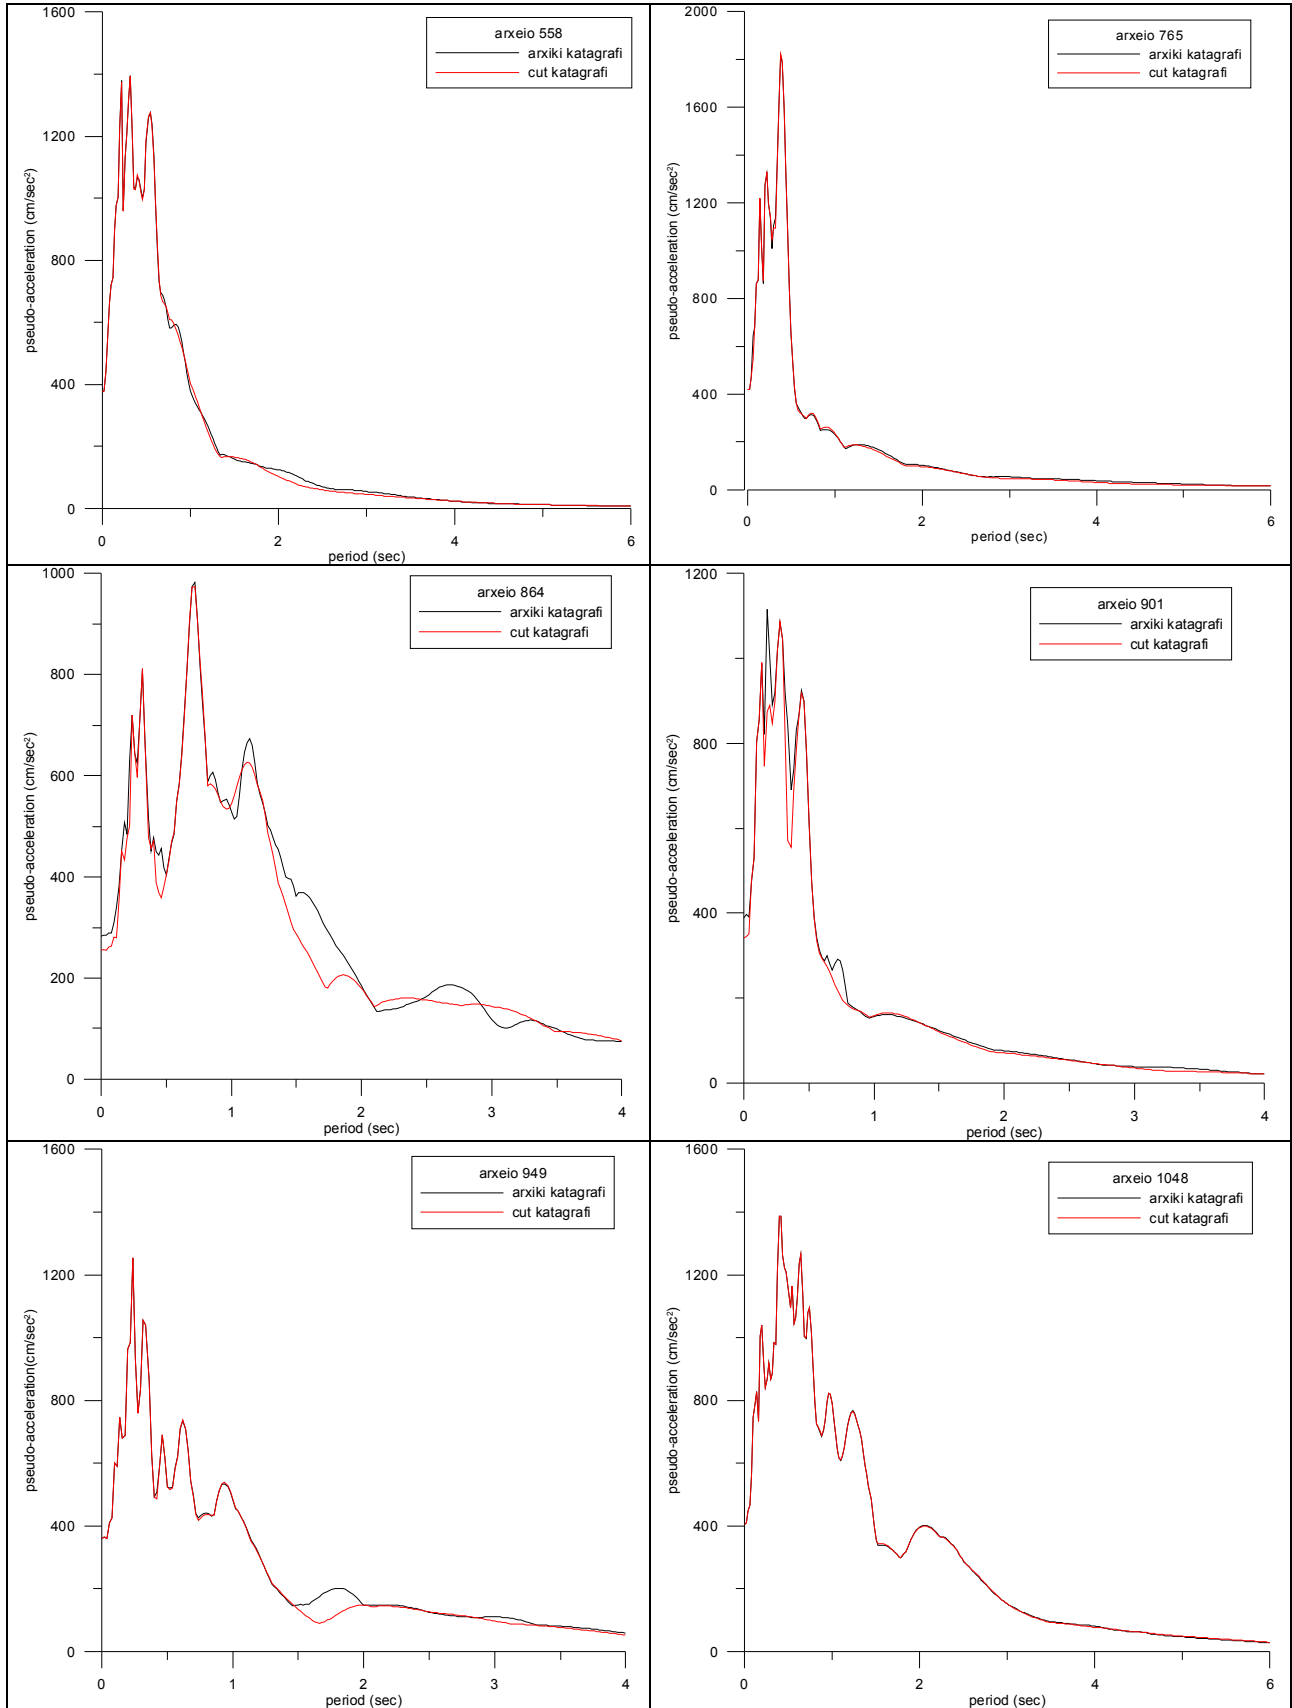 1600
1200
800
400
0
pseudo-acceleration (cm/sec²)
arxeio 558
arxiki katagrafi
cut katagrafi
0 2 4 6
period (sec)
2000
1600
1200
800
400
0
pseudo-acceleration (cm/sec²)
arxeio 765
arxiki katagrafi
cut katagrafi
0 2 4 6
period (sec)
1000
800
600
400
200
0
pseudo-acceleration (cm/sec²)
arxeio 864
arxiki katagrafi
cut katagrafi
0 1 2 3 4
period (sec)
1200
800
400
0
pseudo-acceleration (cm/sec²)
arxeio 901
arxiki katagrafi
cut katagrafi
0 1 2 3 4
period (sec)
1600
1200
800
400
0
pseudo-acceleration(cm/sec²)
arxeio 949
arxiki katagrafi
cut katagrafi
0 1 2 3 4
period (sec)
1600
1200
800
400
0
pseudo-acceleration (cm/sec²)
arxeio 1048
arxiki katagrafi
cut katagrafi
0 2 4 6
period (sec)